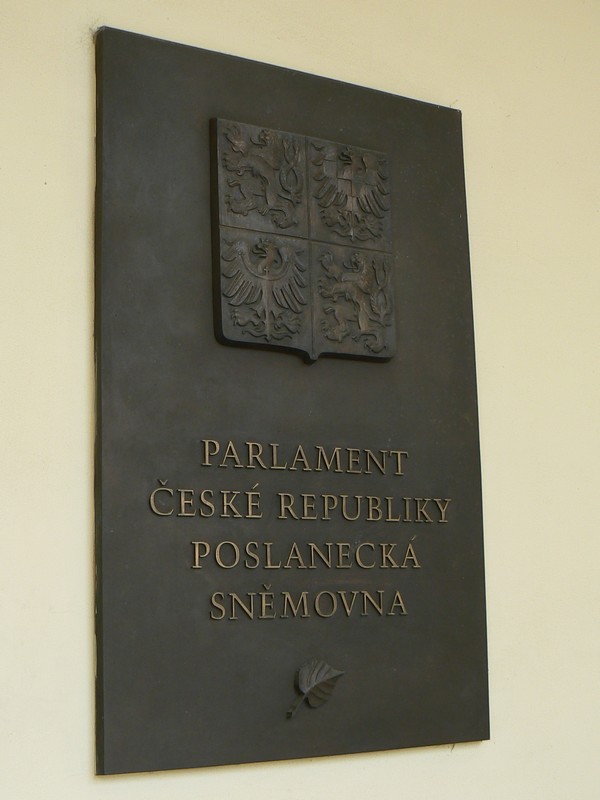 PARLAMENT
ČESKÉ REPUBLIKY
POSLANECKÁ
SNĚMOVNA